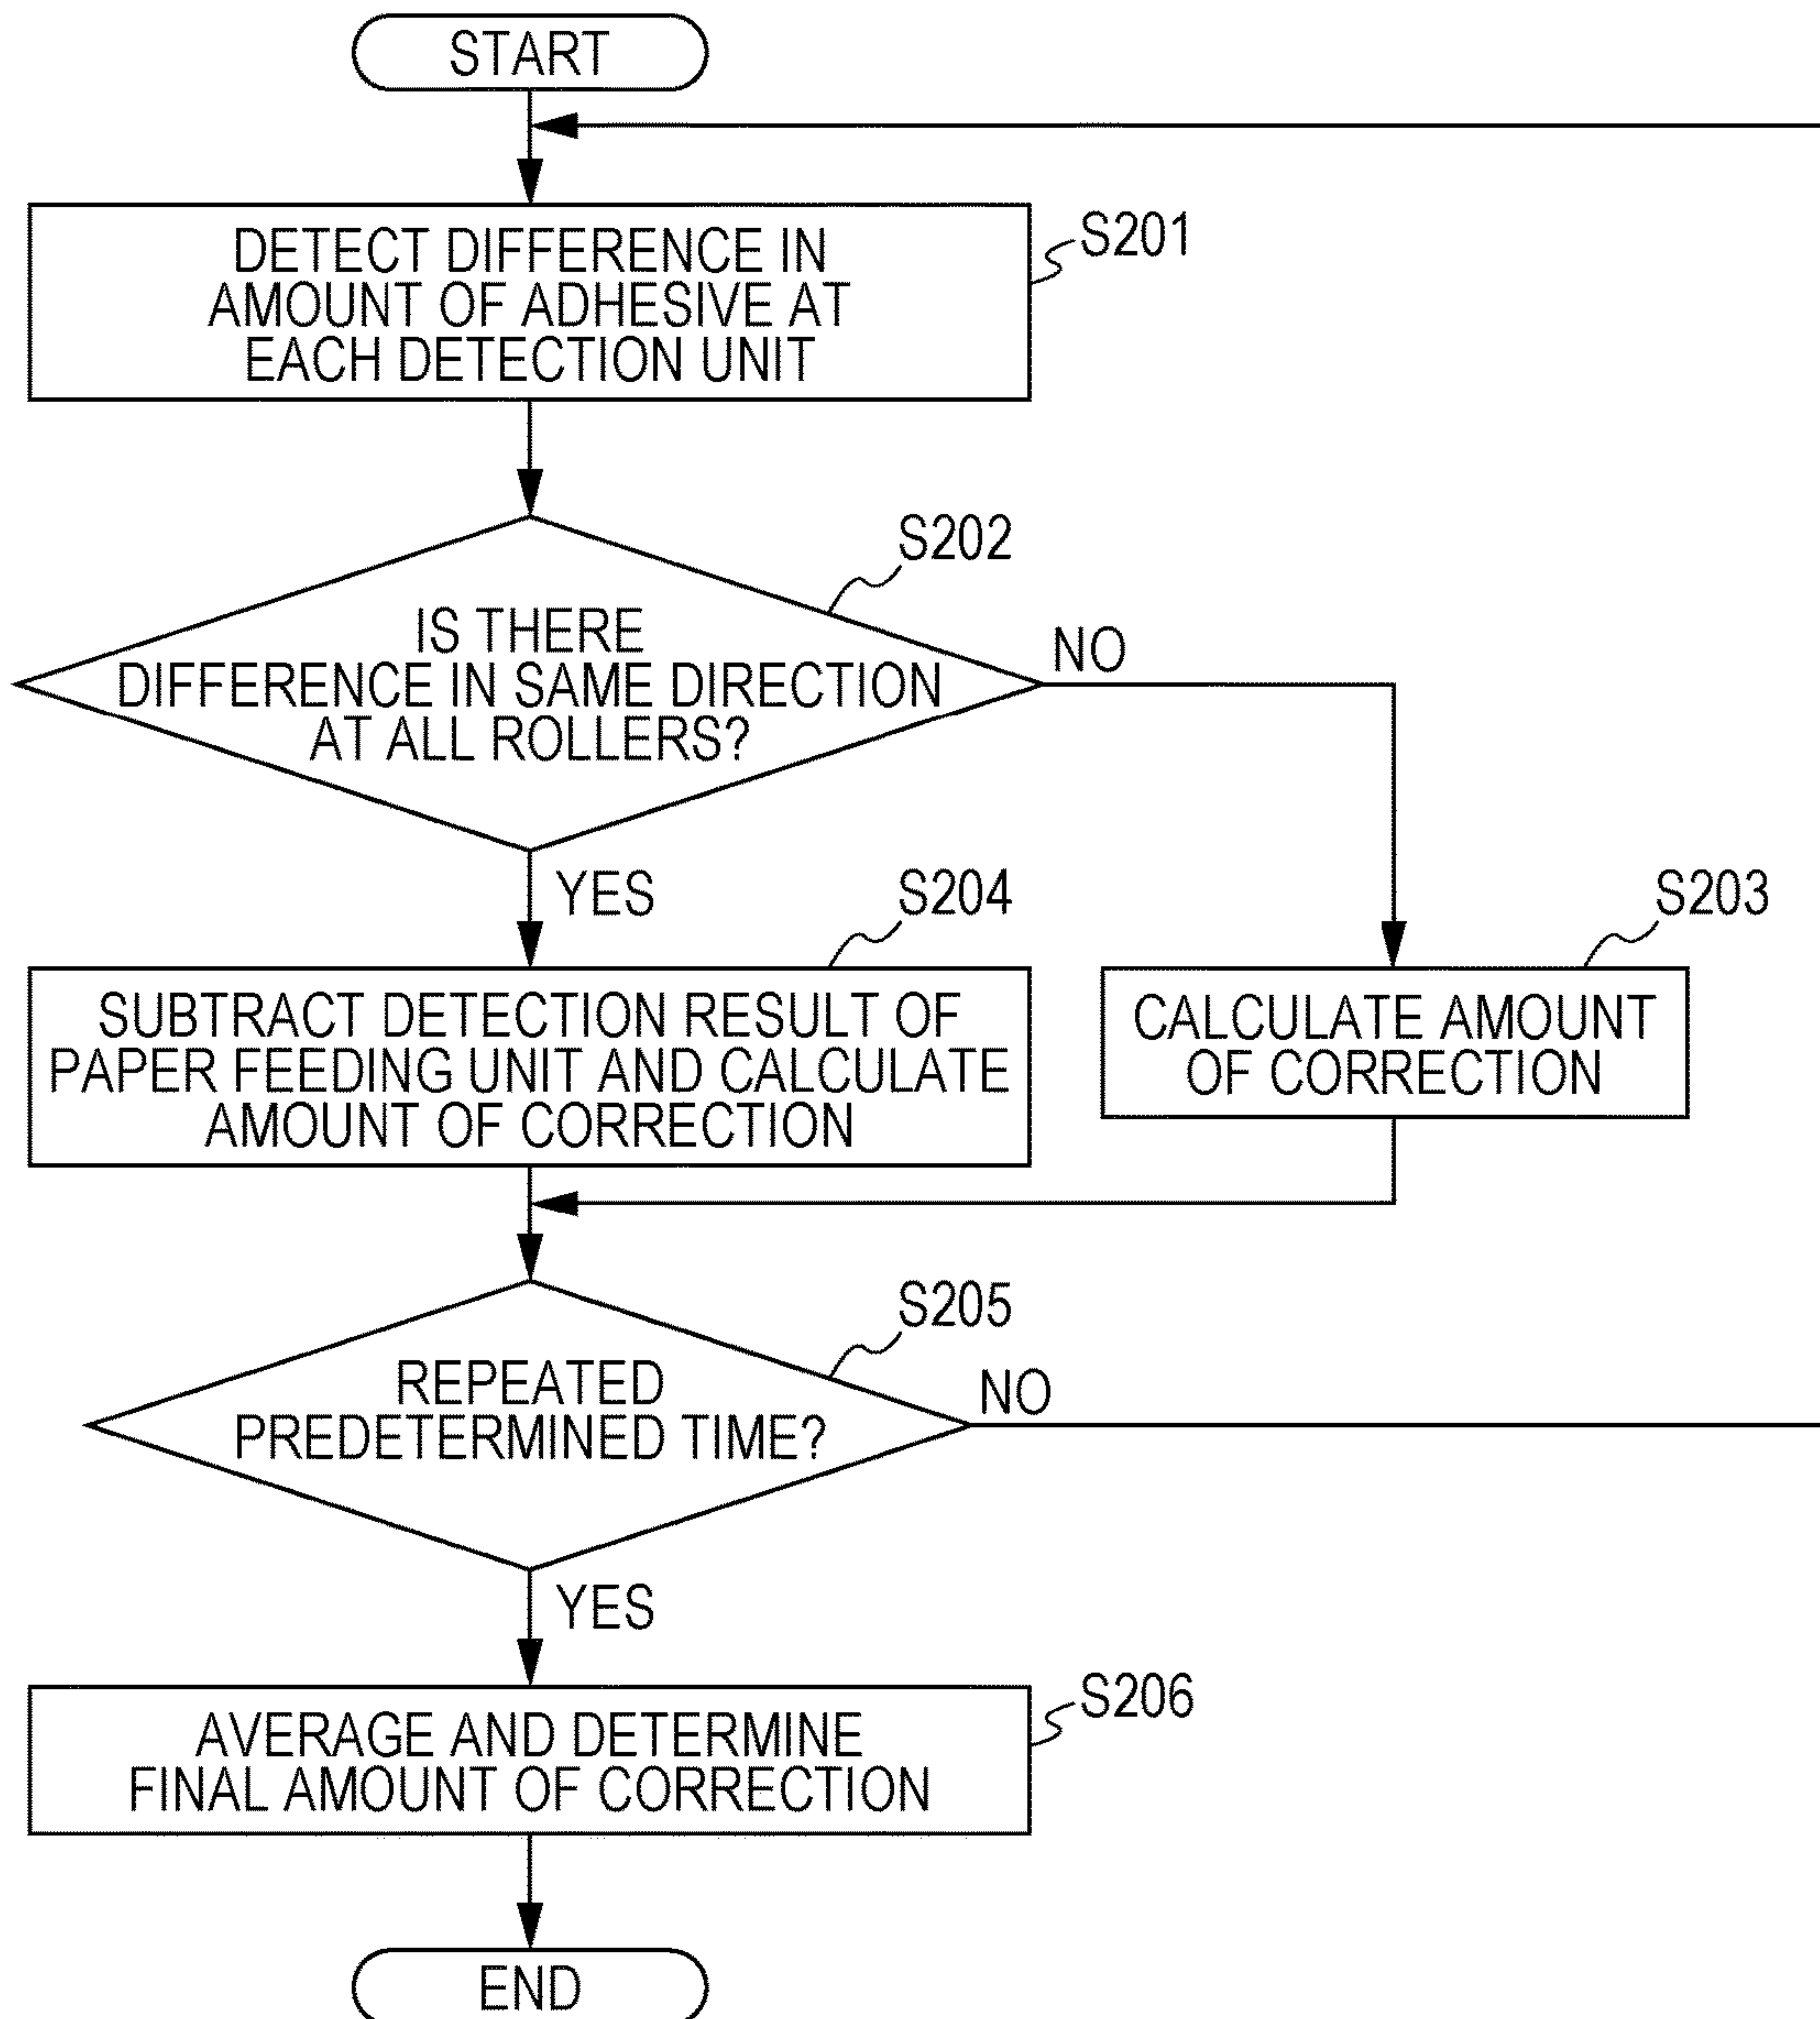 START
DETECT DIFFERENCE IN
AMOUNT OF ADHESIVE AT
EACH DETECTION UNIT
S201
S202
IS THERE
DIFFERENCE IN SAME DIRECTION
AT ALL ROLLERS?
NO
YES
S204
S203
SUBTRACT DETECTION RESULT OF
PAPER FEEDING UNIT AND CALCULATE
AMOUNT OF CORRECTION
CALCULATE AMOUNT
OF CORRECTION
S205
REPEATED
PREDETERMINED TIME?
NO
YES
S206
AVERAGE AND DETERMINE
FINAL AMOUNT OF CORRECTION
END